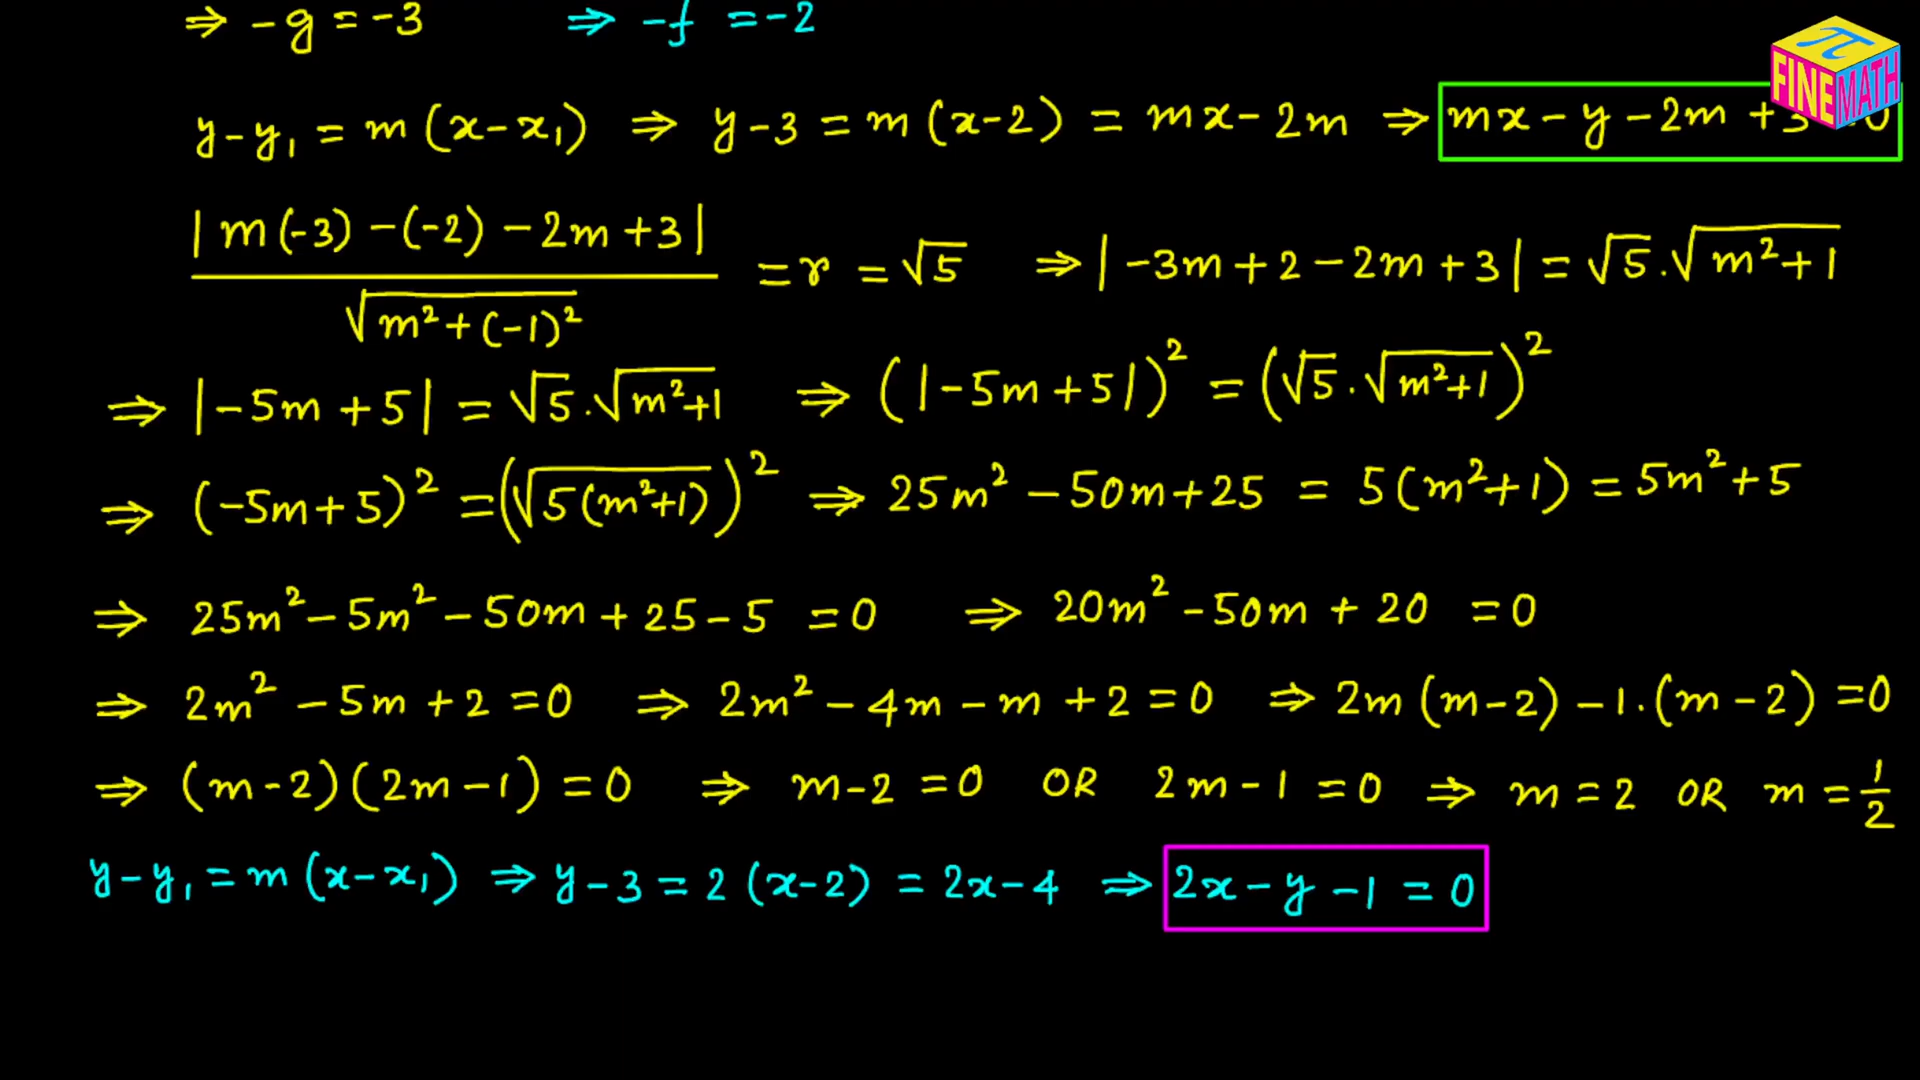 ⇒ -g = -3 ⇒ -f = -2
π FINE MATH
y - y₁ = m (x - x₁) ⇒ y - 3 = m (x - 2) = mx - 2m ⇒ mx - y - 2m + 3 0
|m(-3) - (-2) - 2m + 3| / √(m² + (-1)²) = r = √5 ⇒ |-3m + 2 - 2m + 3| = √5 . √(m² + 1)
⇒ |-5m + 5| = √5 . √(m² + 1) ⇒ (|-5m + 5|)² = (√5 . √(m² + 1))²
⇒ (-5m + 5)² = (√(5(m² + 1)))² ⇒ 25m² - 50m + 25 = 5(m² + 1) = 5m² + 5
⇒ 25m² - 5m² - 50m + 25 - 5 = 0 ⇒ 20m² - 50m + 20 = 0
⇒ 2m² - 5m + 2 = 0 ⇒ 2m² - 4m - m + 2 = 0 ⇒ 2m (m - 2) - 1 . (m - 2) = 0
⇒ (m - 2)(2m - 1) = 0 ⇒ m - 2 = 0 OR 2m - 1 = 0 ⇒ m = 2 OR m = 1/2
y - y₁ = m (x - x₁) ⇒ y - 3 = 2 (x - 2) = 2x - 4 ⇒ 2x - y - 1 = 0